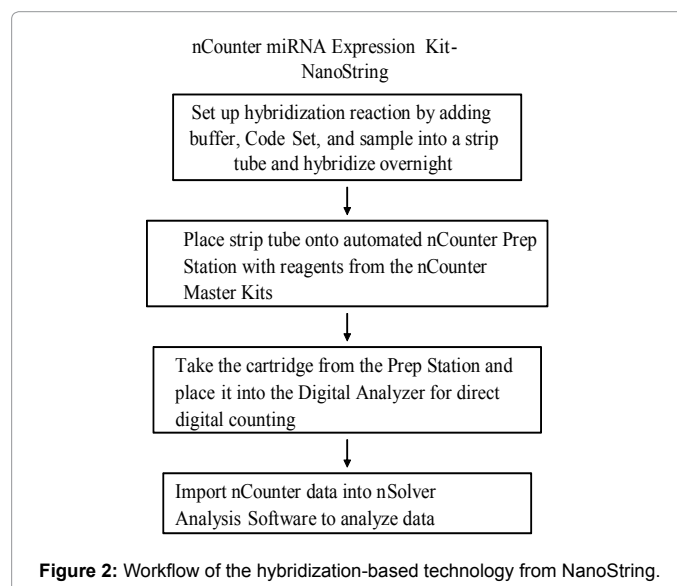 nCounter miRNA Expression Kit-
NanoString
Set up hybridization reaction by adding
buffer, Code Set, and sample into a strip
tube and hybridize overnight
Place strip tube onto automated nCounter Prep
Station with reagents from the nCounter
Master Kits
Take the cartridge from the Prep Station and
place it into the Digital Analyzer for direct
digital counting
Import nCounter data into nSolver
Analysis Software to analyze data
Figure 2: Workflow of the hybridization-based technology from NanoString.